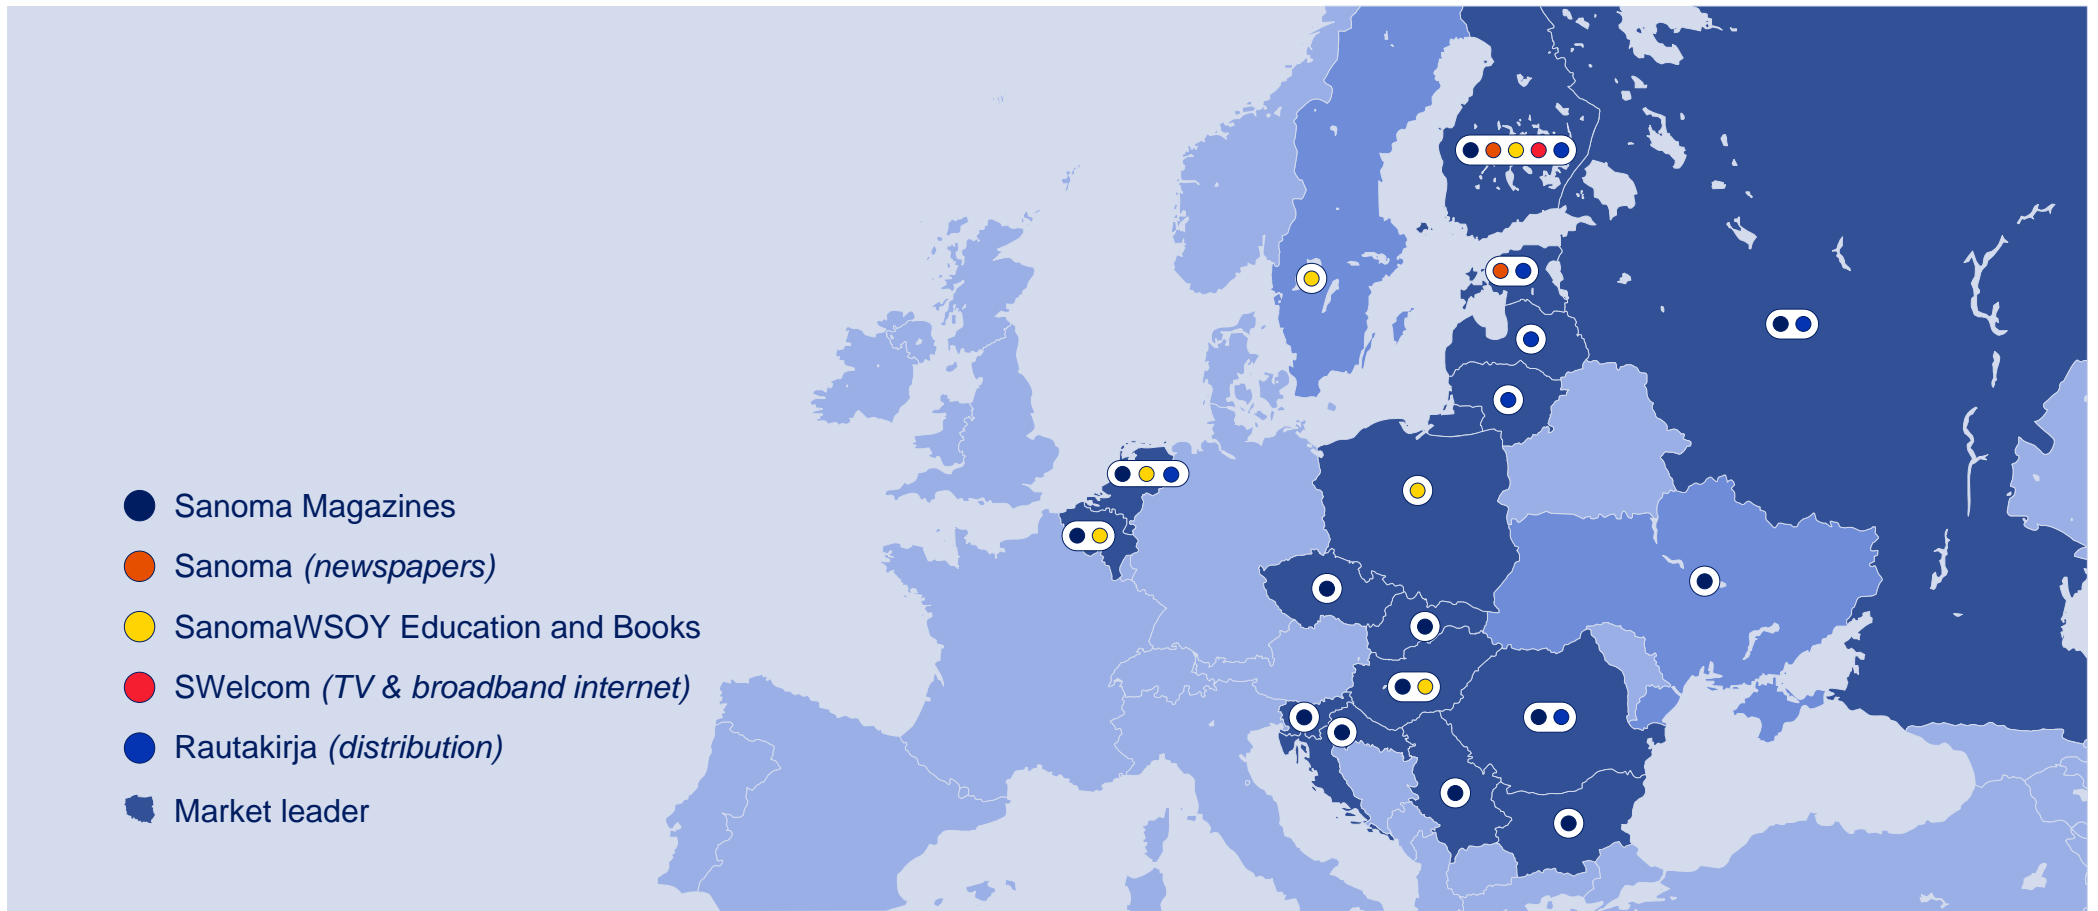 Sanoma Magazines
Sanoma (newspapers)
SanomaWSOY Education and Books
SWelcom (TV & broadband internet)
Rautakirja (distribution)
Market leader